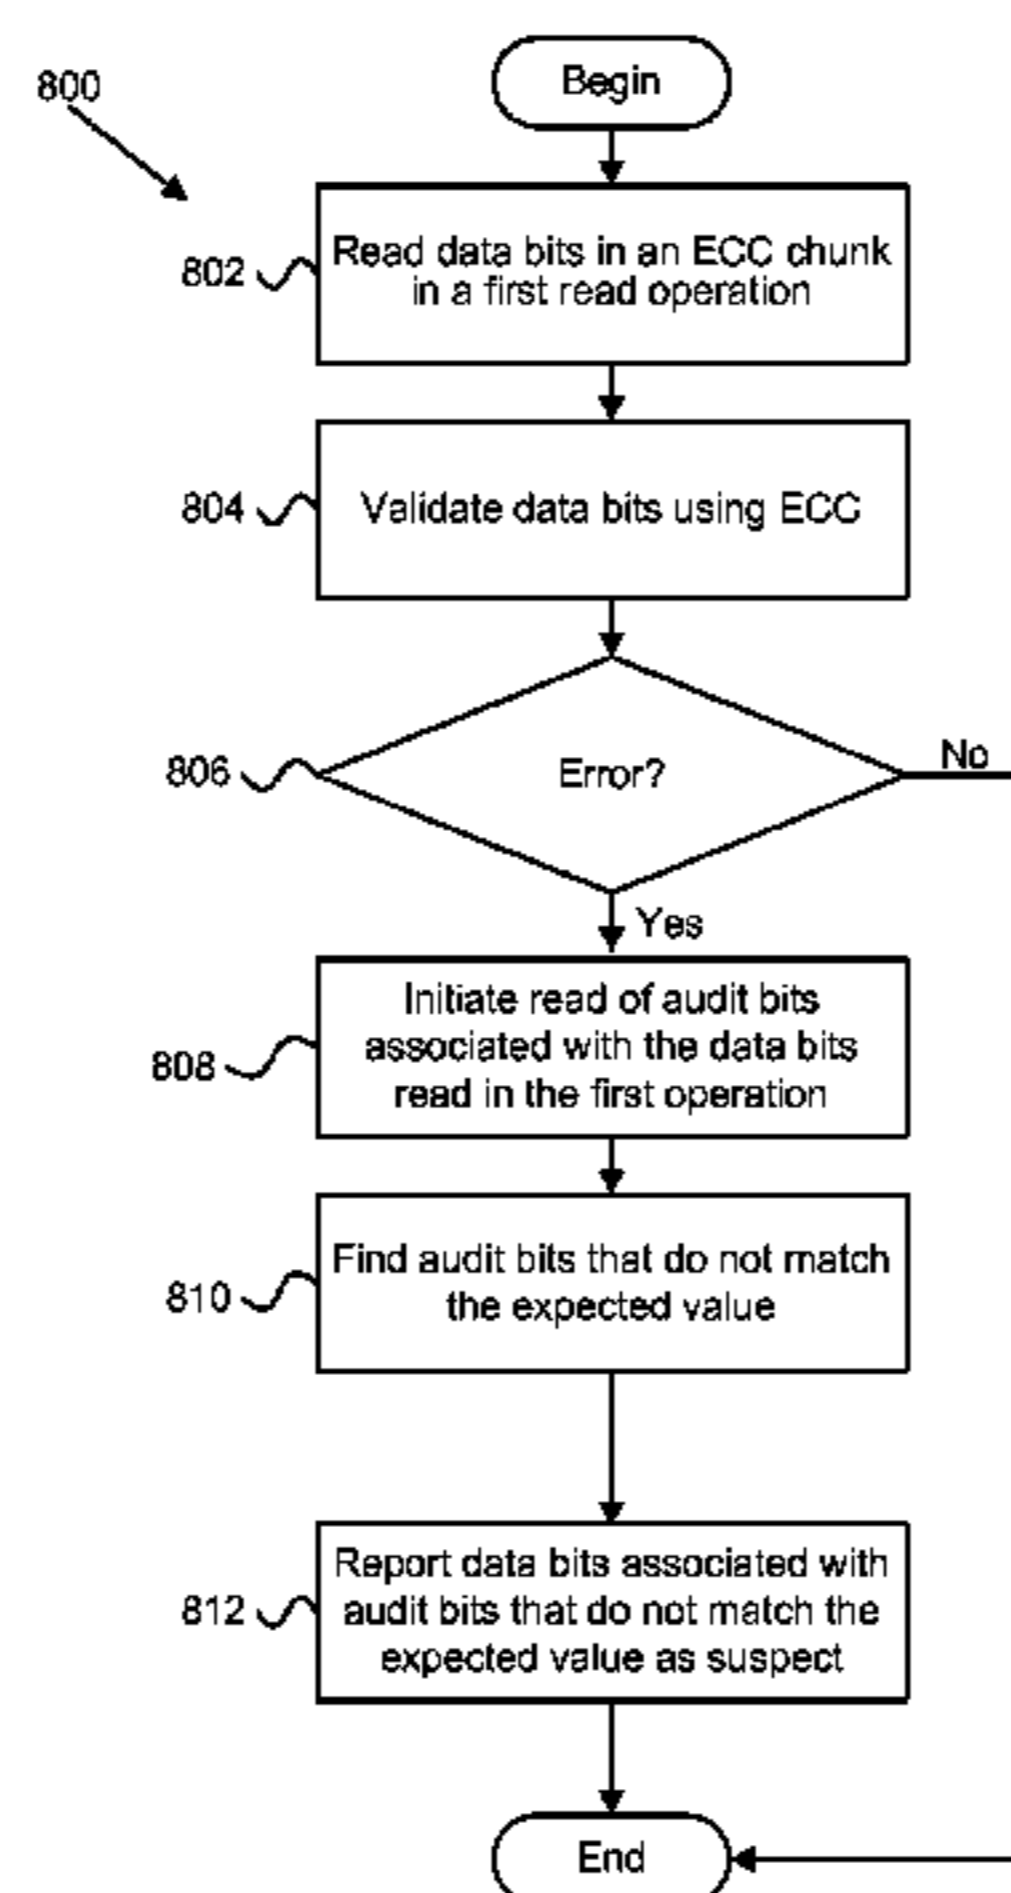 800
Begin
802
Read data bits in an ECC chunk
in a first read operation
804
Validate data bits using ECC
806
Error?
No
Yes
808
Initiate read of audit bits
associated with the data bits
read in the first operation
810
Find audit bits that do not match
the expected value
812
Report data bits associated with
audit bits that do not match the
expected value as suspect
End